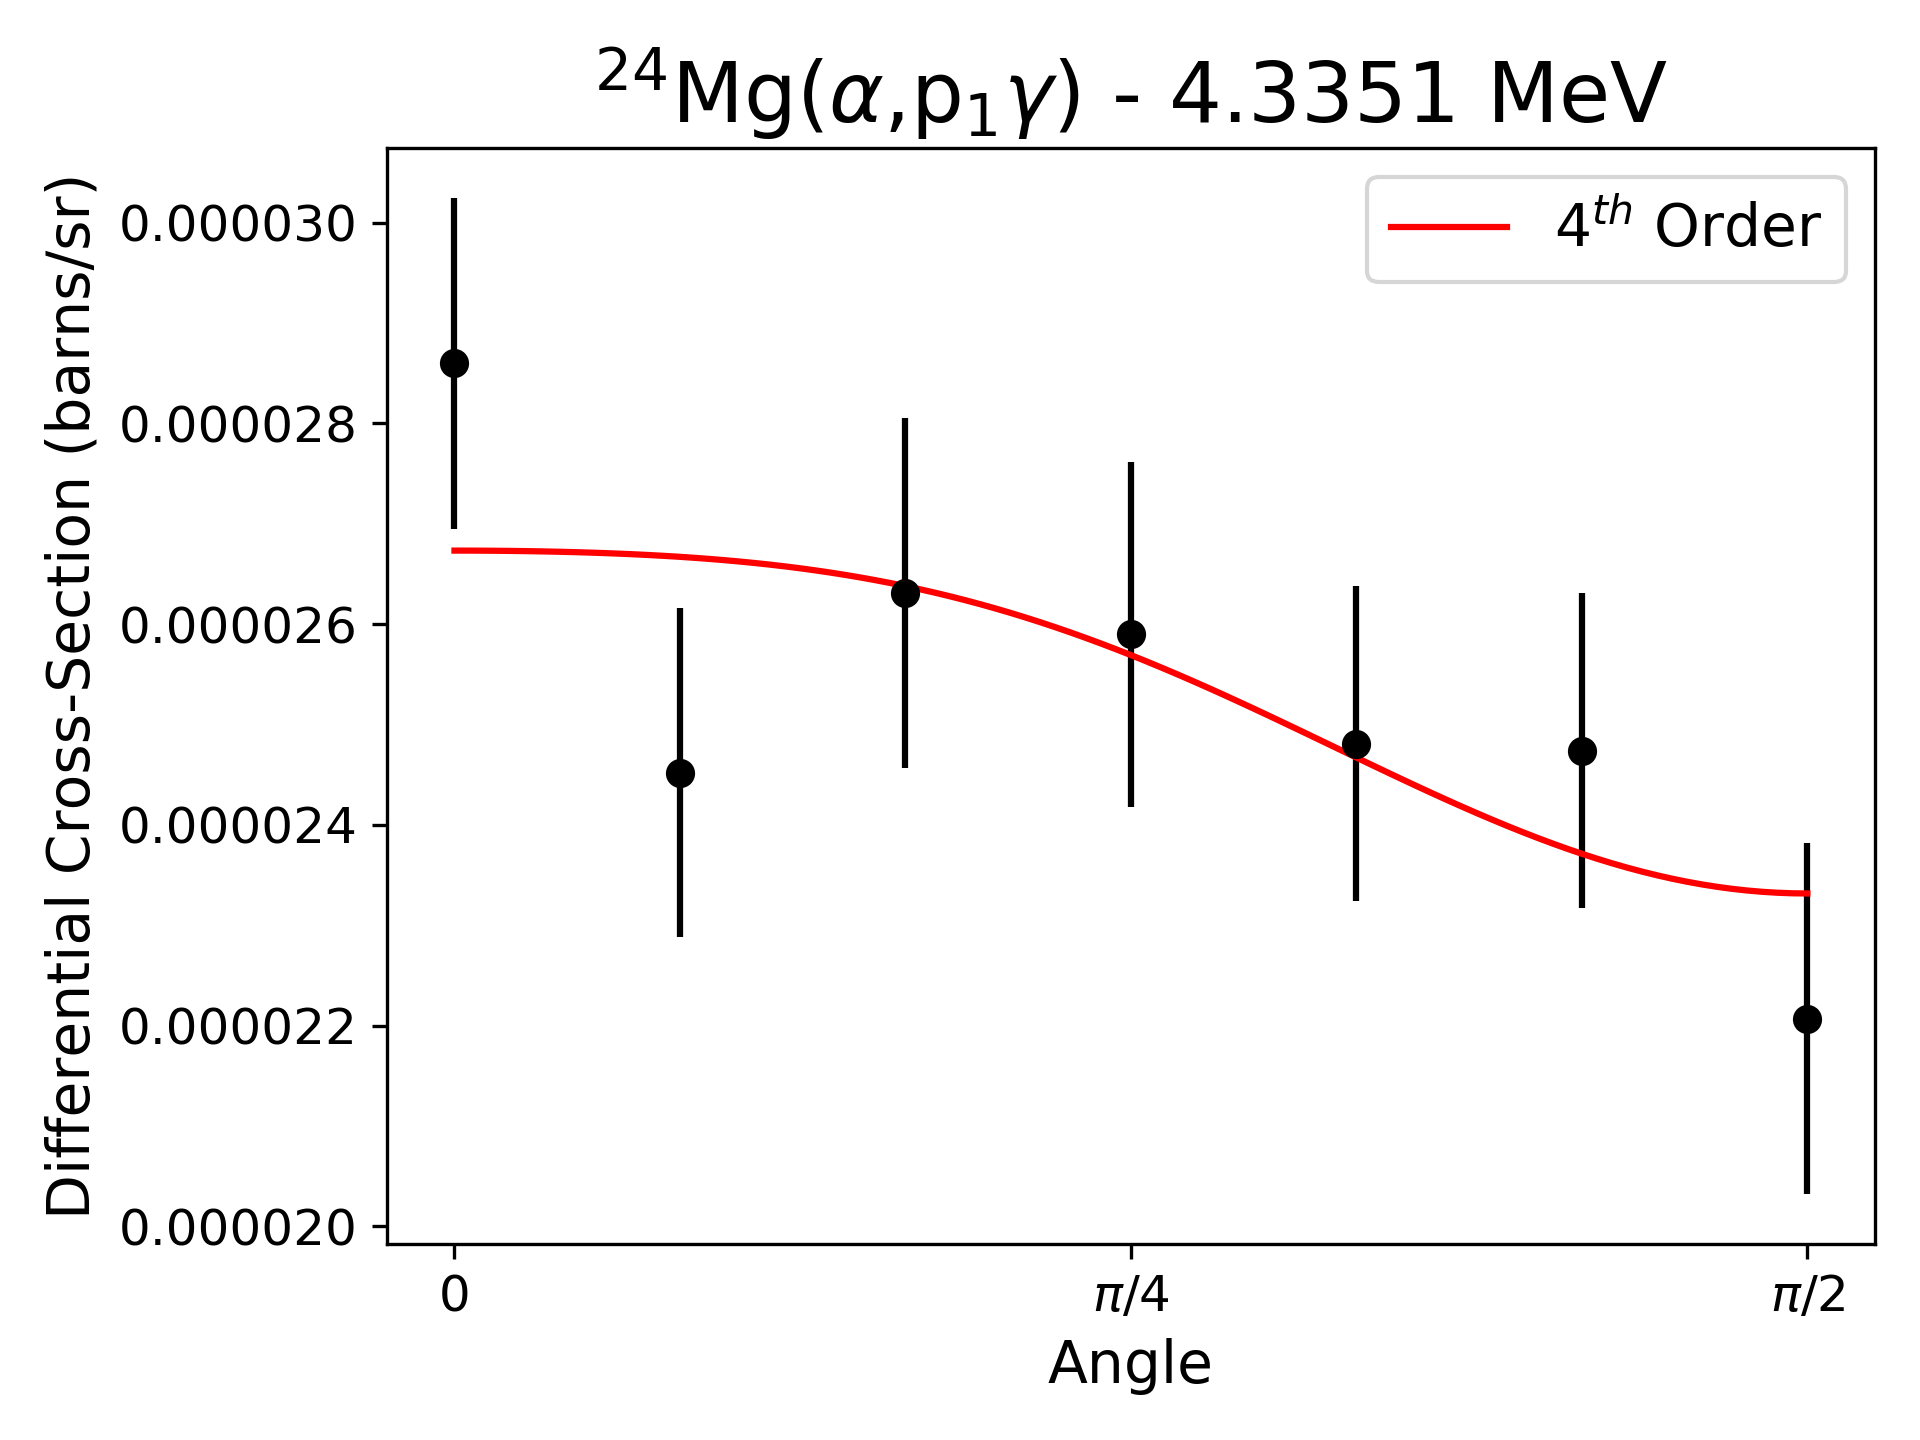 ²⁴Mg(α,p₁γ) - 4.3351 MeV
4ᵗʰ Order
Differential Cross-Section (barns/sr)
0.000030
0.000028
0.000026
0.000024
0.000022
0.000020
0 π/4 π/2
Angle